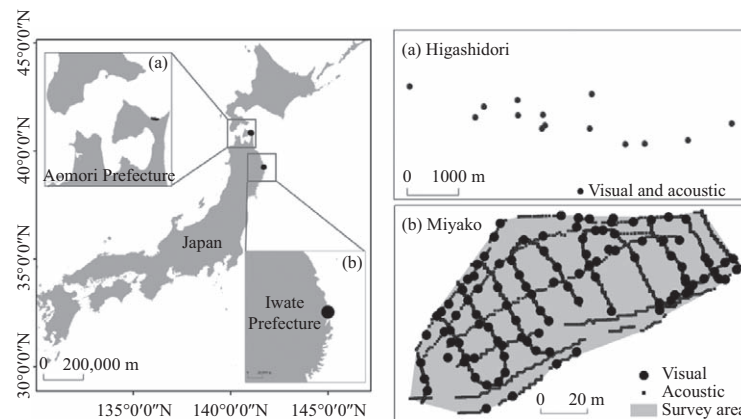 45°0′0″N
40°0′0″N
35°0′0″N
30°0′0″N
(a)
Aomori Prefecture
Japan
(b)
Iwate
Prefecture
0 200,000 m
135°0′0″N 140°0′0″N 145°0′0″N
(a) Higashidori
0 1000 m
Visual and acoustic
(b) Miyako
0 20 m
Visual
Acoustic
Survey area